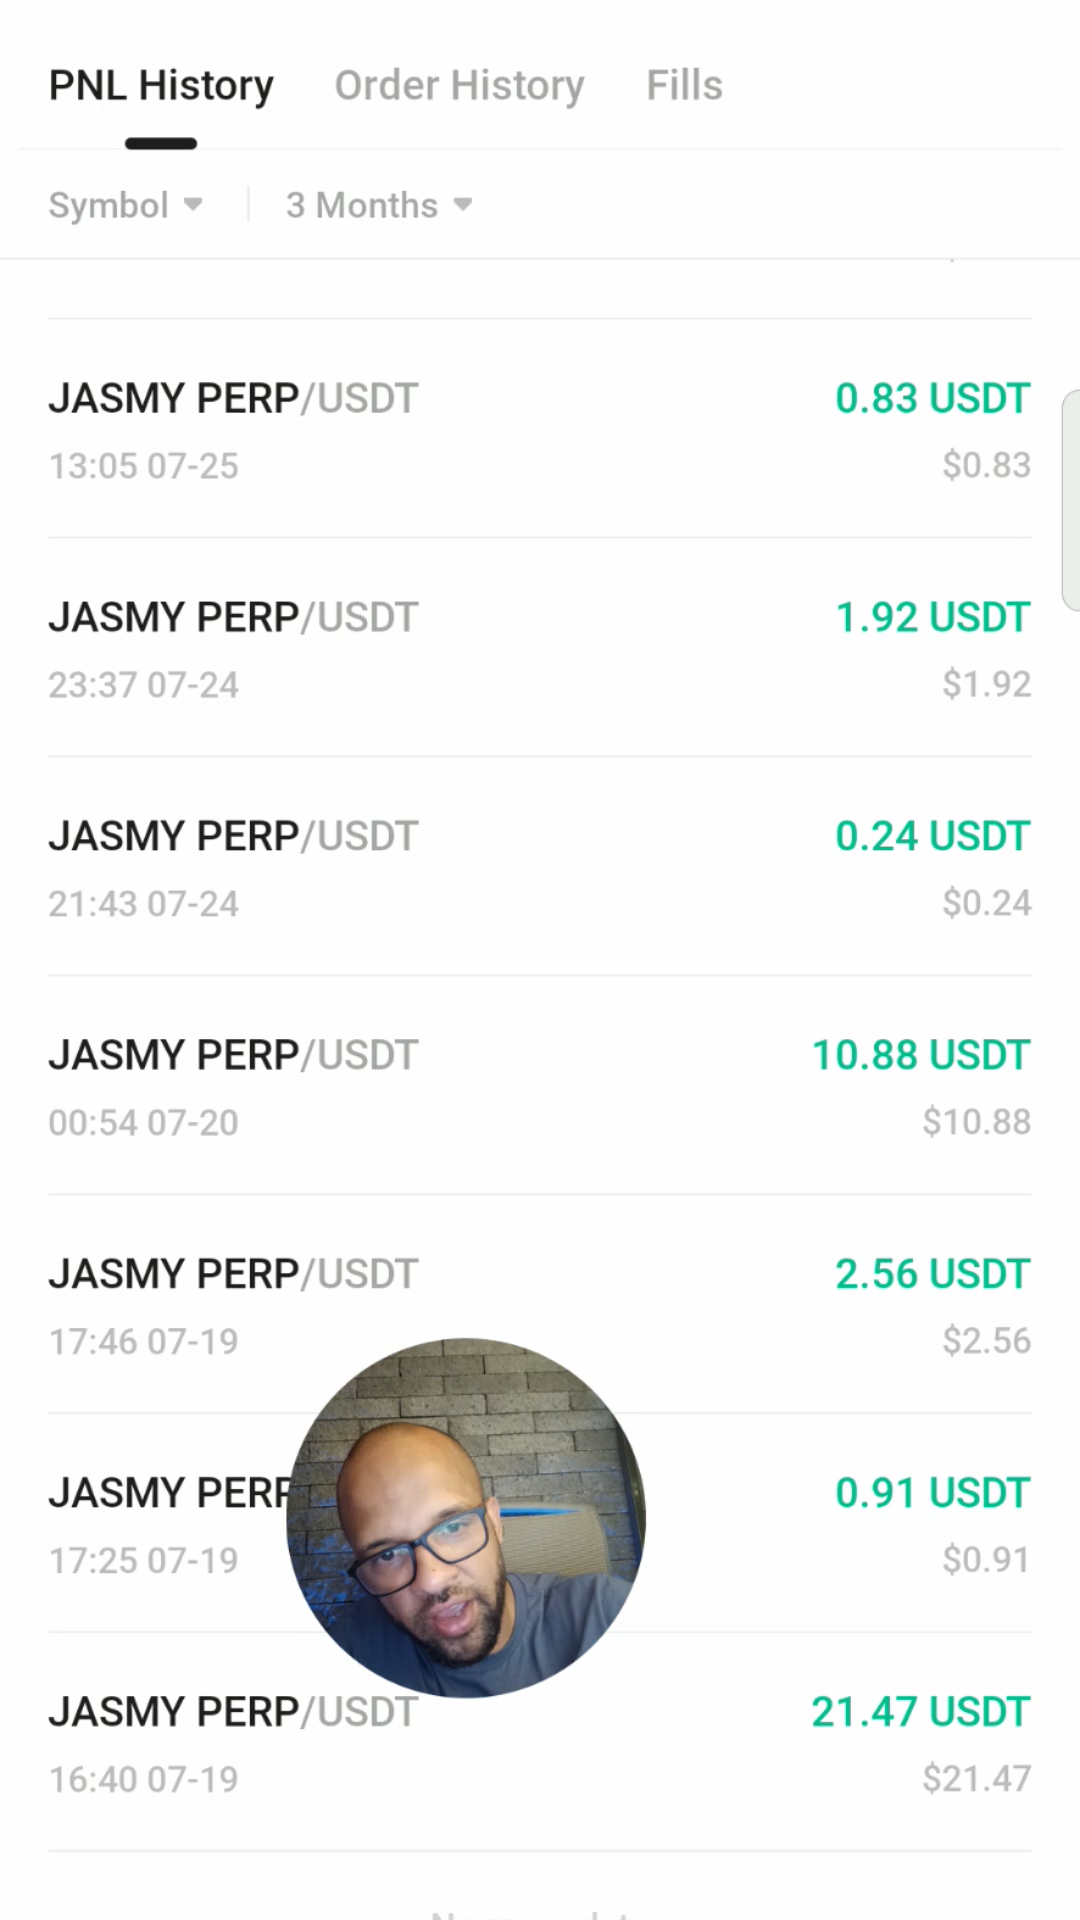 PNL History Order History Fills
Symbol 3 Months
JASMY PERP/USDT 0.83 USDT
13:05 07-25 $0.83
JASMY PERP/USDT 1.92 USDT
23:37 07-24 $1.92
JASMY PERP/USDT 0.24 USDT
21:43 07-24 $0.24
JASMY PERP/USDT 10.88 USDT
00:54 07-20 $10.88
JASMY PERP/USDT 2.56 USDT
17:46 07-19 $2.56
JASMY PERP 0.91 USDT
17:25 07-19 $0.91
JASMY PERP/USDT 21.47 USDT
16:40 07-19 $21.47